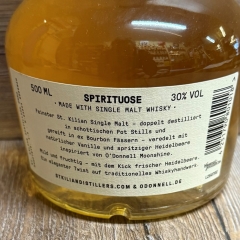 500 ML
SPIRITUOSE
30% VOL
· MADE WITH SINGLE MALT WHISKY ·
Feinster St. Kilian Single Malt - doppelt destilliert
in schottischen Pot Stills und
gereift in ex Bourbon Fässern - veredelt mit
natürlicher Vanille und spritziger Heidelbeere
inspiriert von O'Donnell Moonshine.
Mild und fruchtig - mit dem Kick frischer Heidelbeere.
Ein eleganter Twist auf traditionelles Whiskyhandwerk.
STKILIANDISTILLERS.COM & ODONNELL.DE